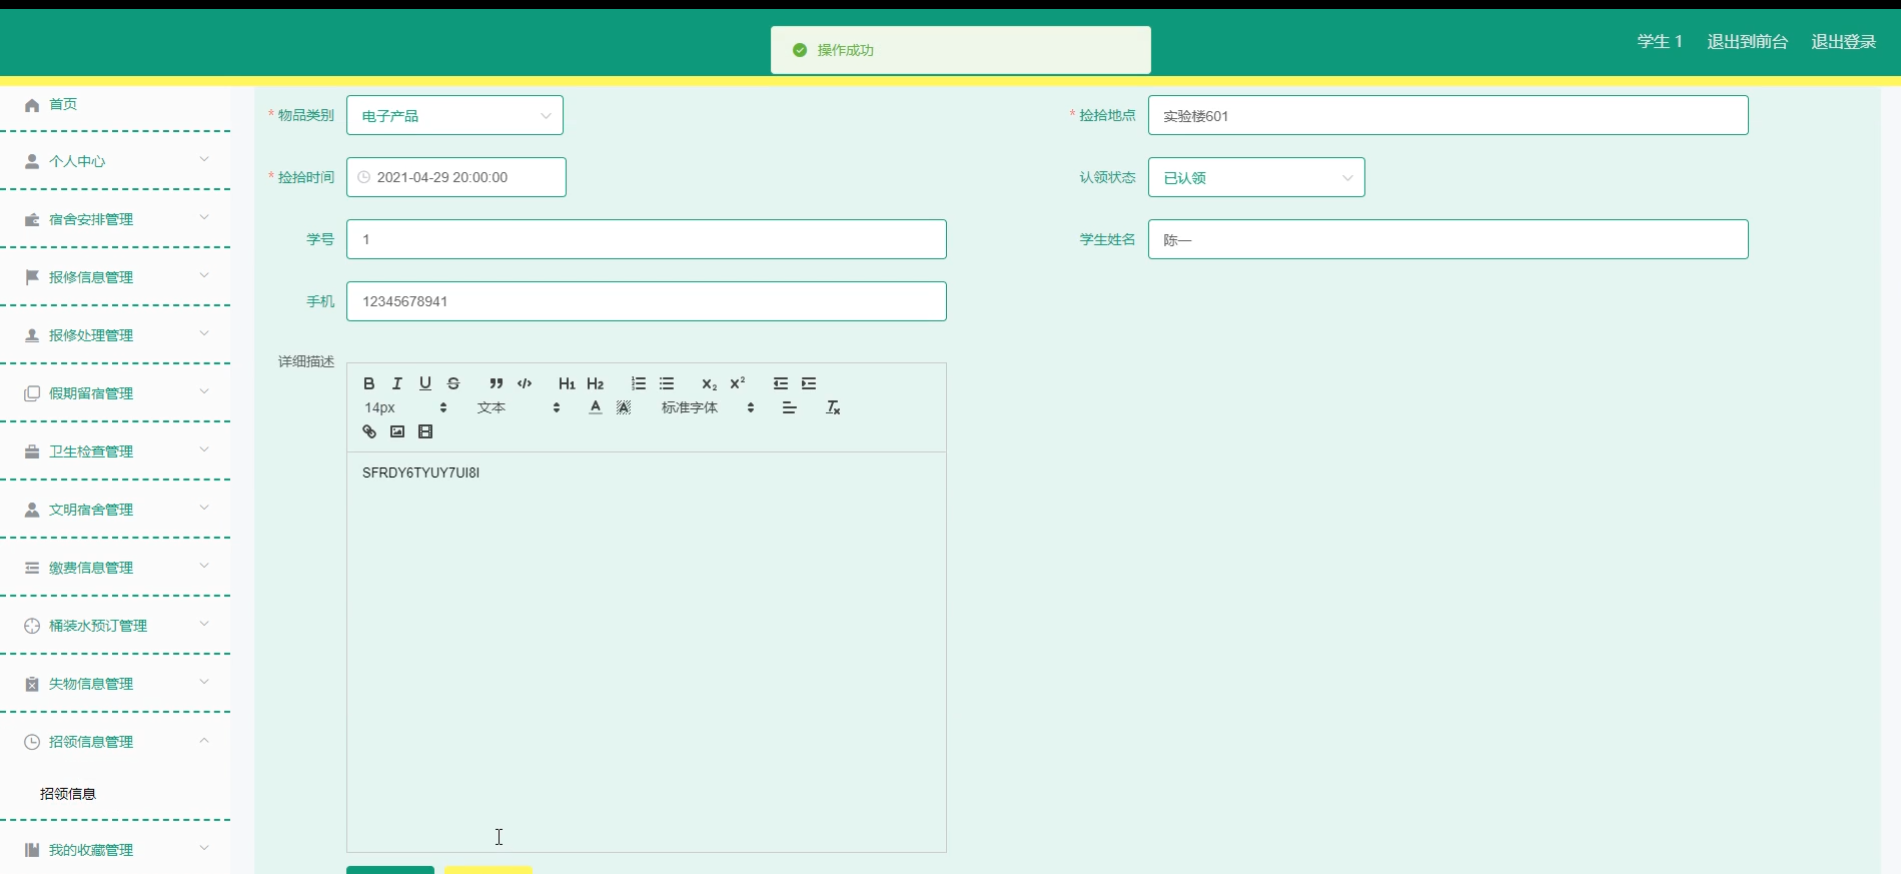 操作成功
学生 1 退出到前台 退出登录
首页
个人中心
宿舍安排管理
报修信息管理
报修处理管理
假期留宿管理
卫生检查管理
文明宿舍管理
缴费信息管理
桶装水预订管理
失物信息管理
招领信息管理
招领信息
我的收藏管理
* 物品类别 电子产品
* 捡拾地点 实验楼601
* 捡拾时间 2021-04-29 20:00:00
认领状态 已认领
学号 1
学生姓名 陈一
手机 12345678941
详细描述
B I U S H1 H2 X2 X2
14px 文本 A A 标准字体
SFRDY6TYUY7UI8I